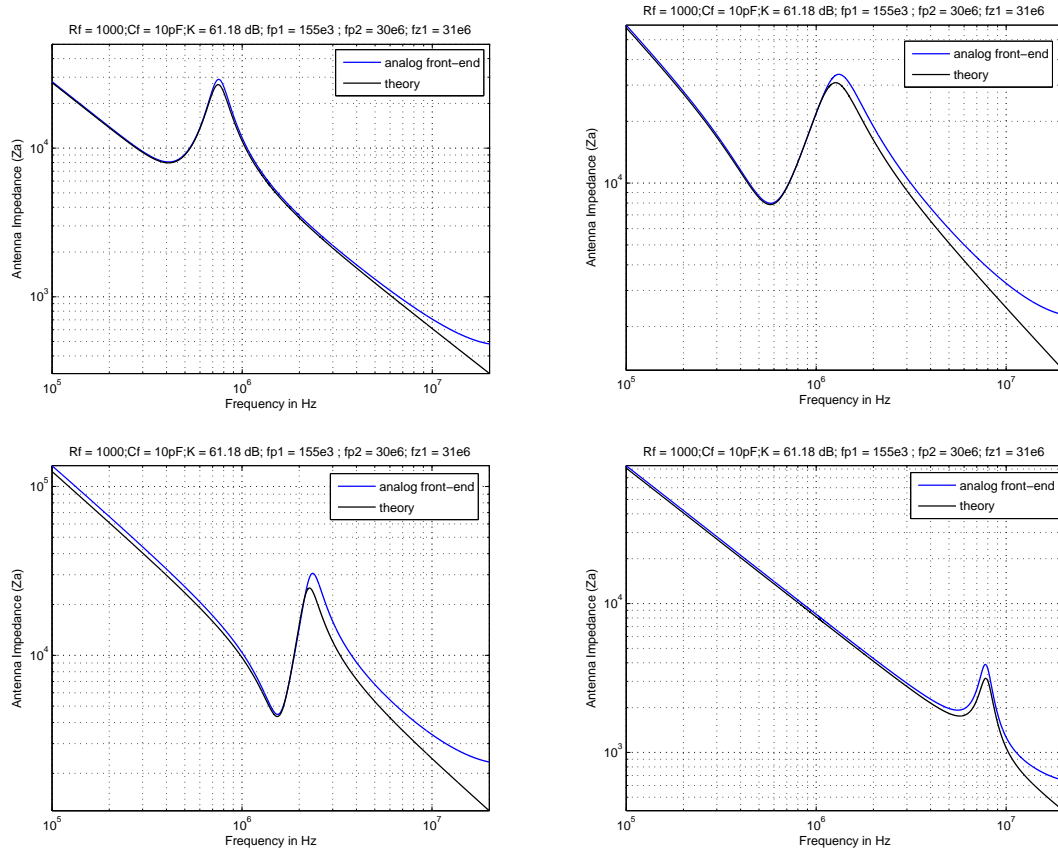 Rf = 1000;Cf = 10pF;K = 61.18 dB; fp1 = 155e3 ; fp2 = 30e6; fz1 = 31e6
analog front−end
theory
Antenna Impedance (Za)
10^4
10^3
10^5
10^6
10^7
Frequency in Hz
Rf = 1000;Cf = 10pF;K = 61.18 dB; fp1 = 155e3 ; fp2 = 30e6; fz1 = 31e6
analog front−end
theory
Antenna Impedance (Za)
10^4
10^5
10^6
10^7
Frequency in Hz
Rf = 1000;Cf = 10pF;K = 61.18 dB; fp1 = 155e3 ; fp2 = 30e6; fz1 = 31e6
analog front−end
theory
Antenna Impedance (Za)
10^5
10^4
10^5
10^6
10^7
Frequency in Hz
Rf = 1000;Cf = 10pF;K = 61.18 dB; fp1 = 155e3 ; fp2 = 30e6; fz1 = 31e6
analog front−end
theory
Antenna Impedance (Za)
10^4
10^3
10^5
10^6
10^7
Frequency in Hz